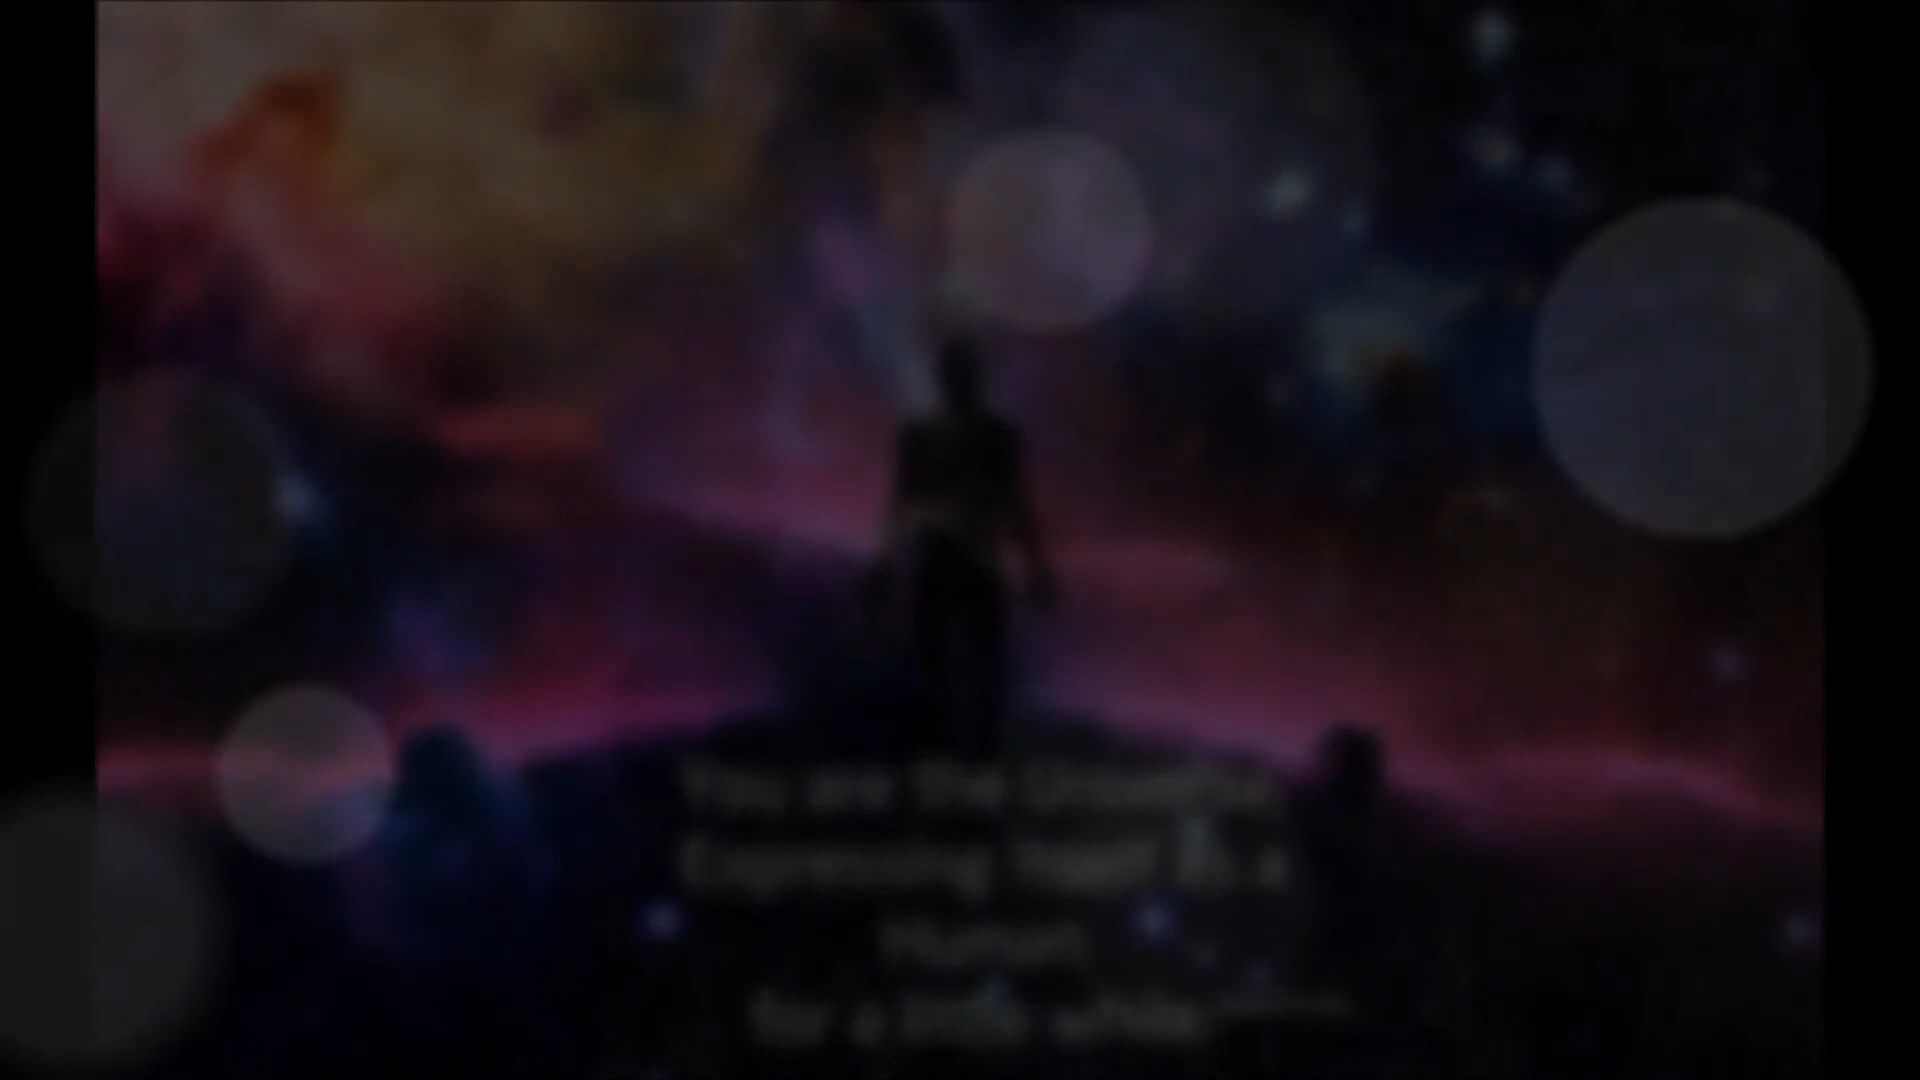 You are the Universe
Expressing Itself as a
Human
for a little while.